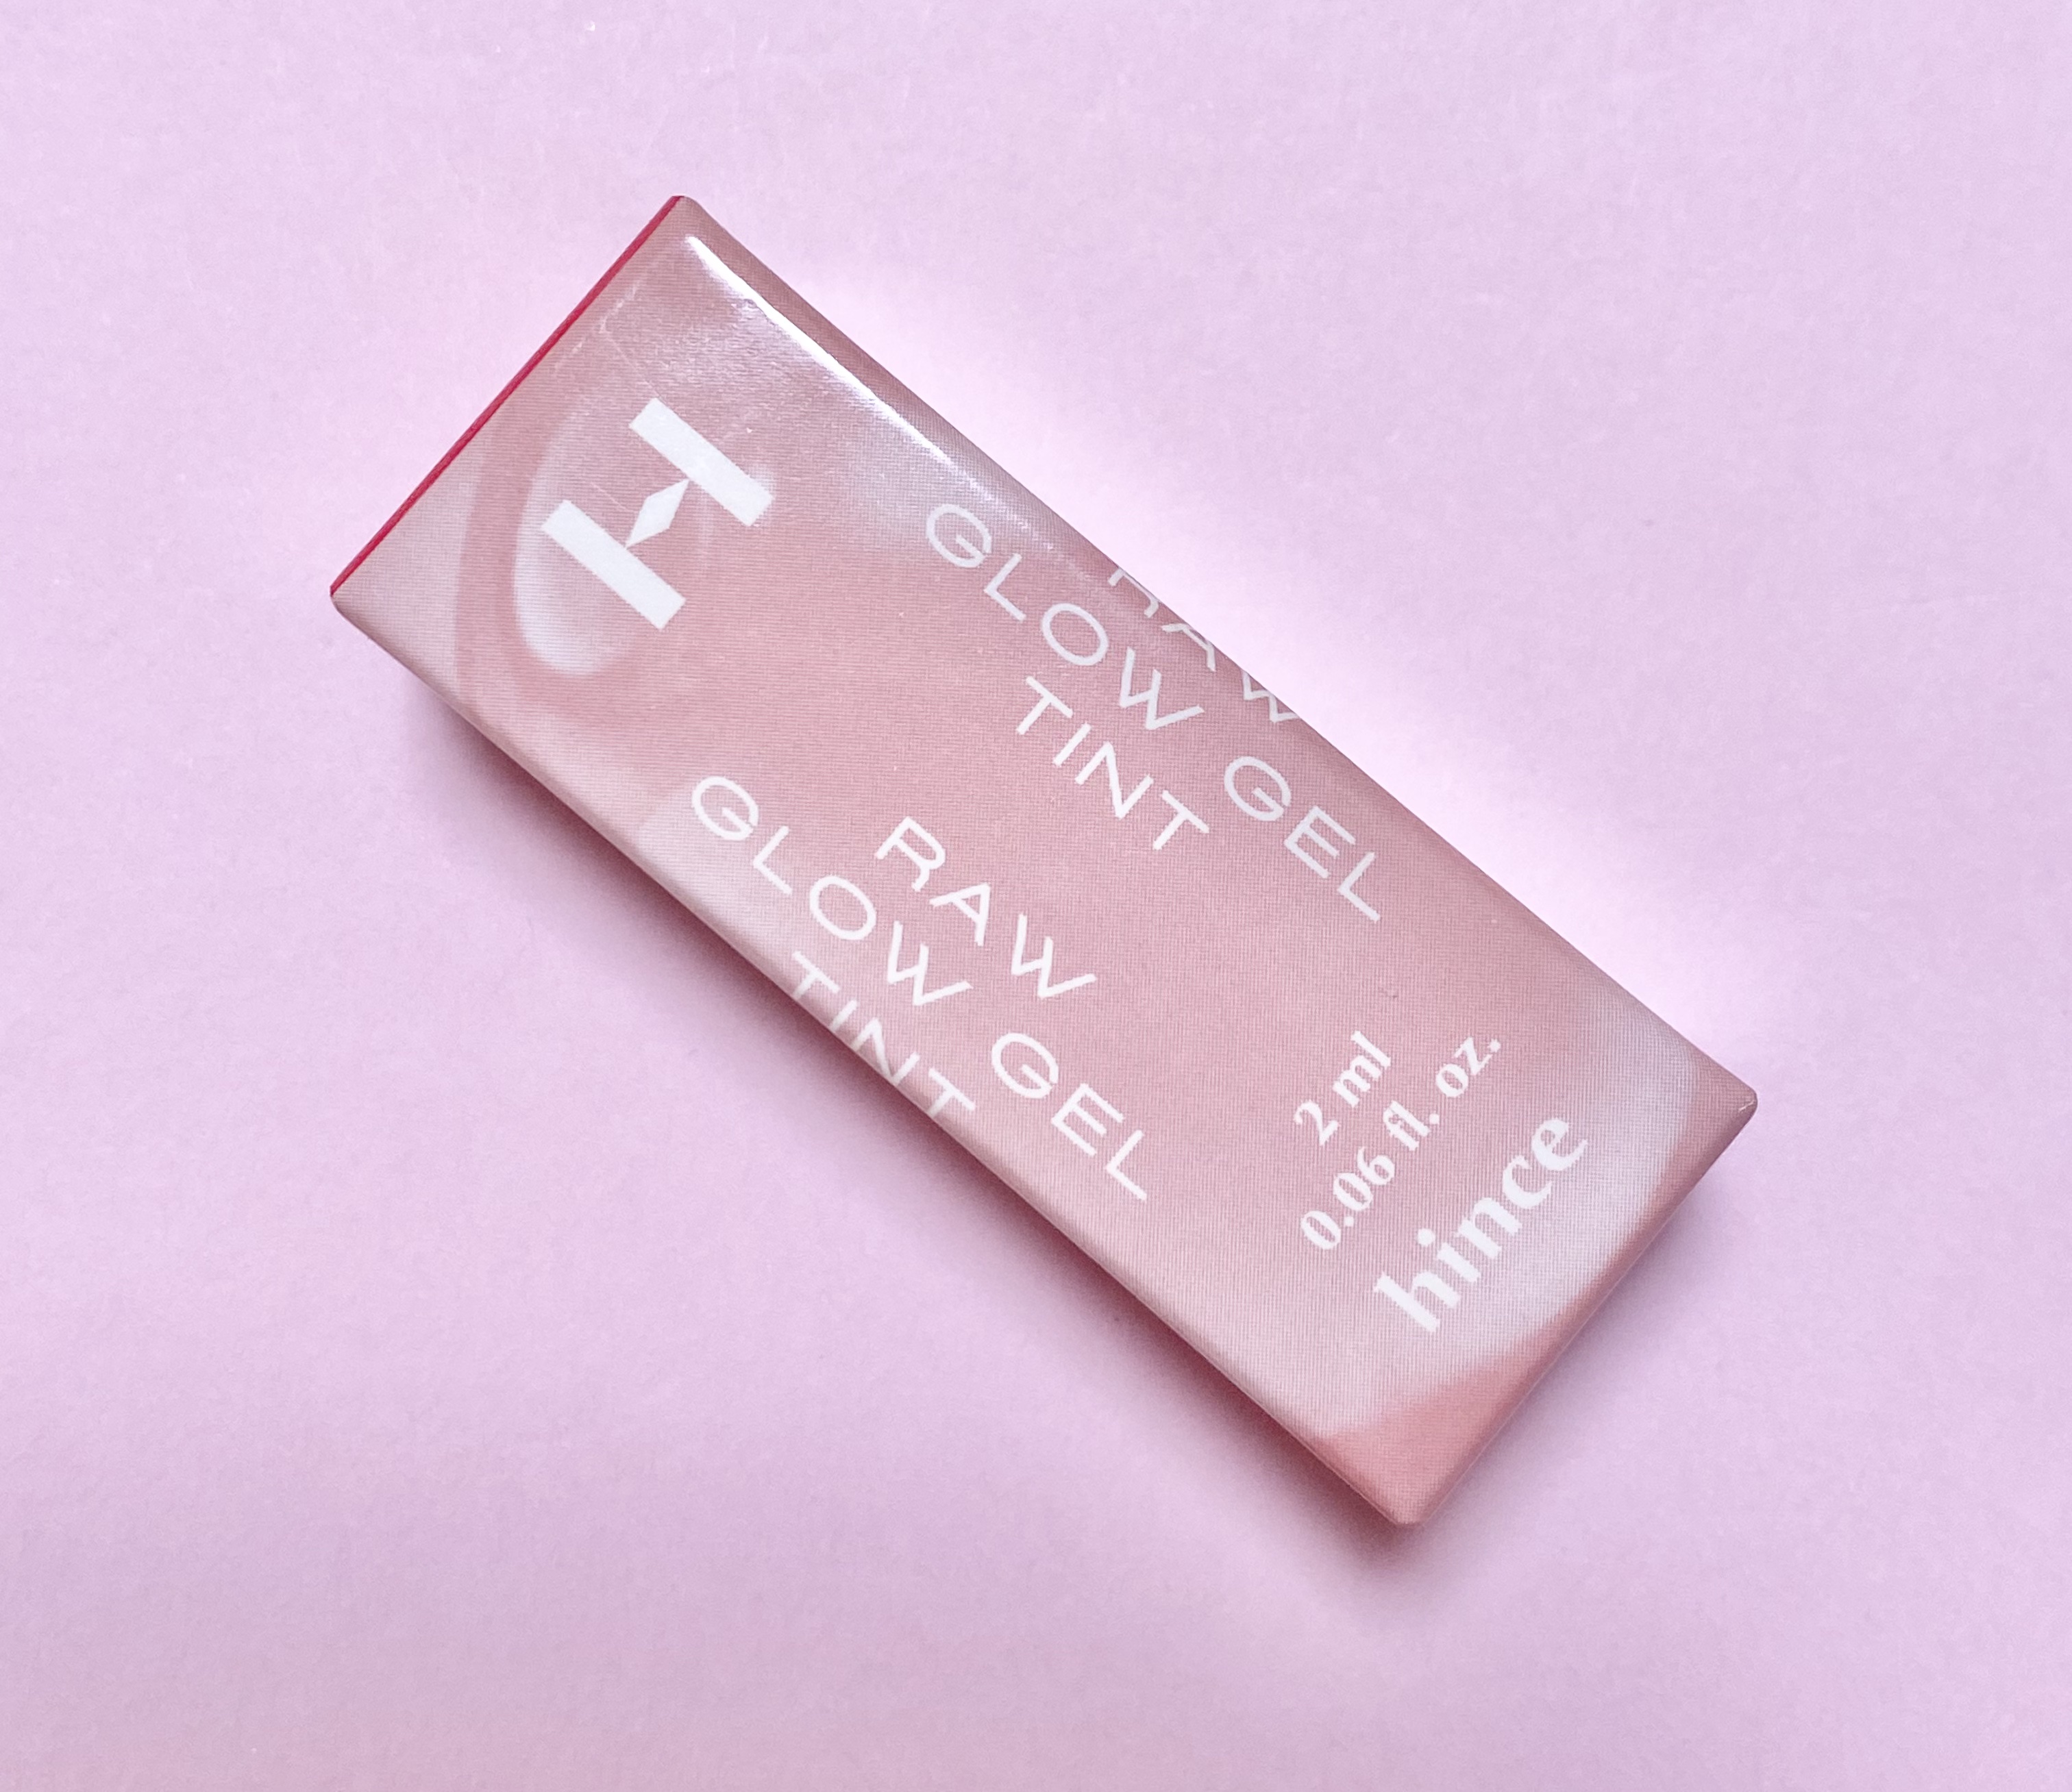 H
RAW
GLOW GEL
TINT
RAW
GLOW GEL
TINT
2 ml
0.06 fl. oz.
hince